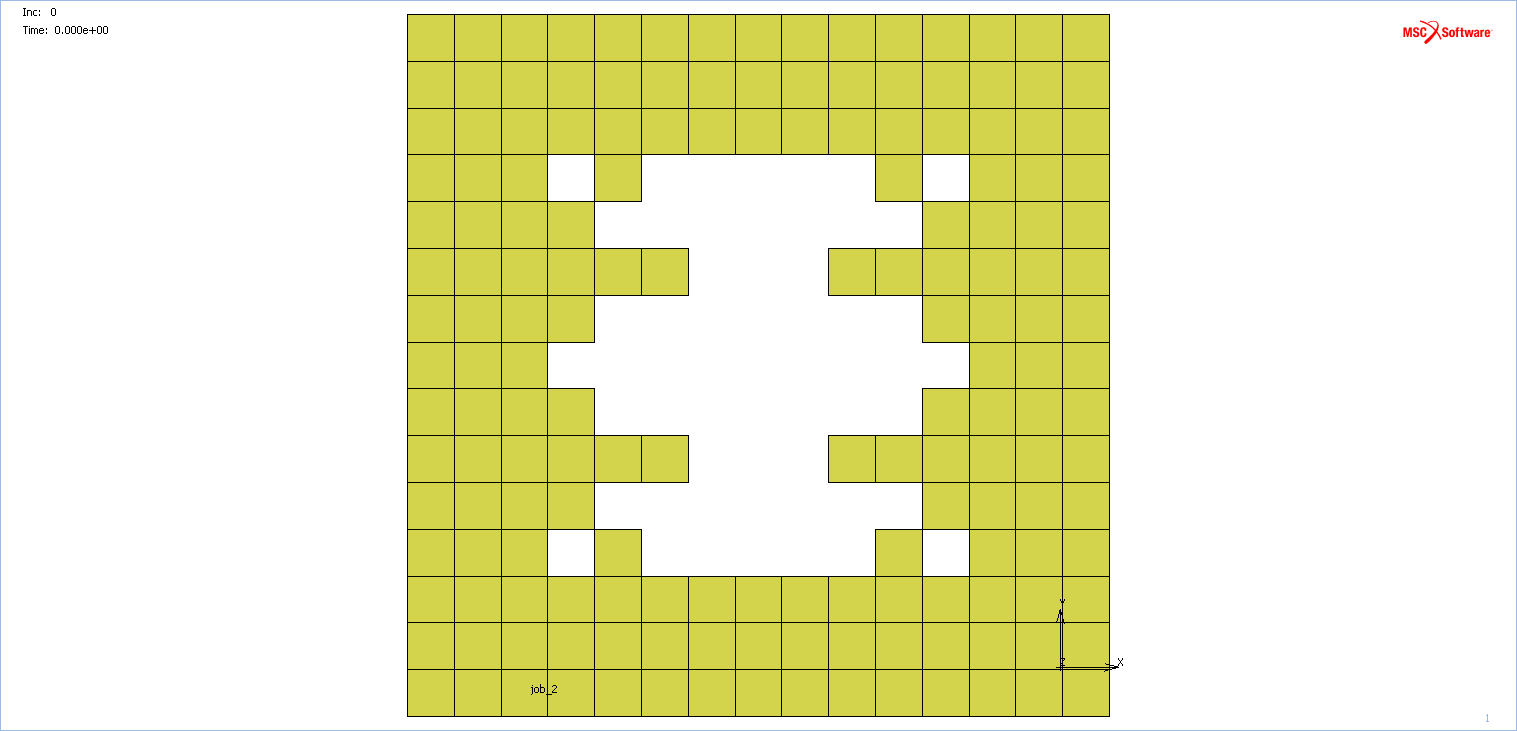 Inc: 0
Time: 0.000e+00
MSC Software
Y
Z
X
job_2
1